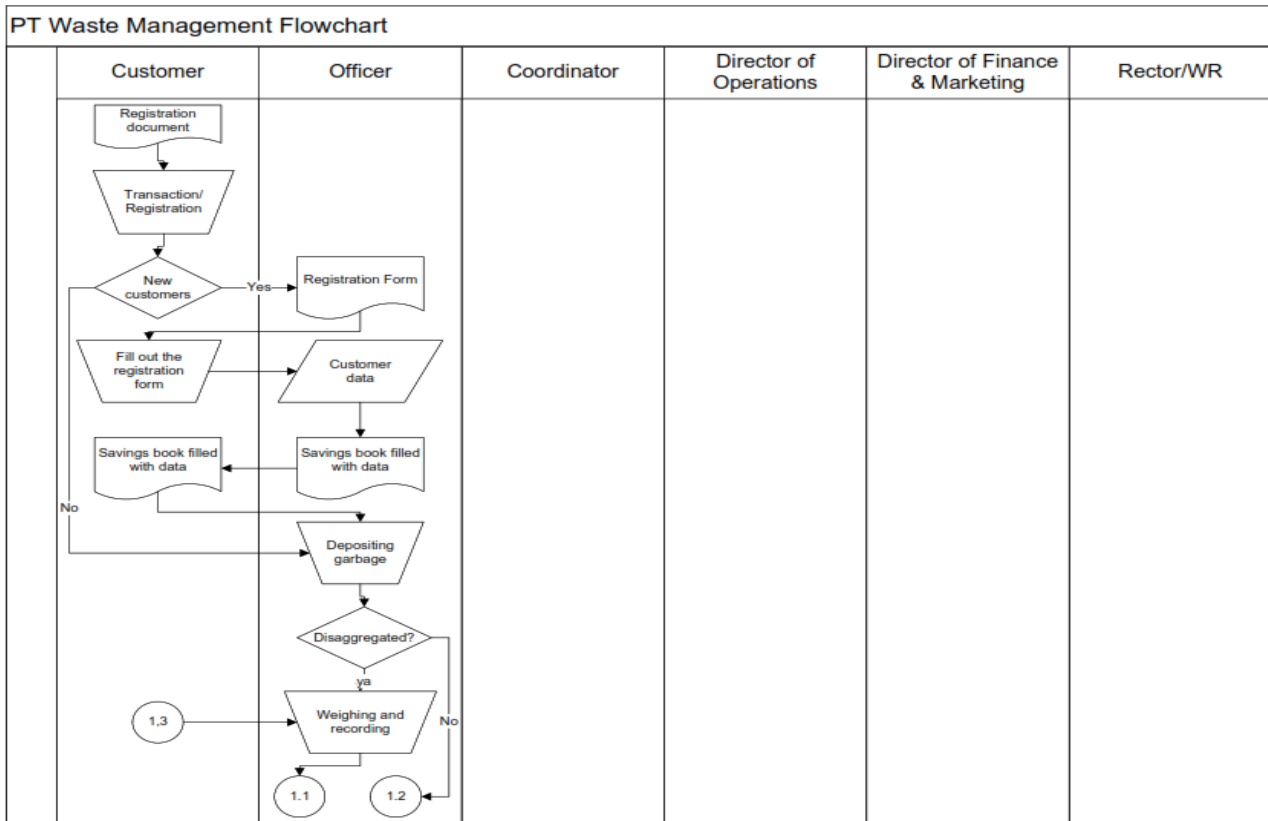 PT Waste Management Flowchart
Customer
Officer
Coordinator
Director of
Operations
Director of Finance
& Marketing
Rector/WR
Registration
document
Transaction/
Registration
New
customers
Yes
Registration Form
Fill out the
registration
form
Customer
data
Savings book filled
with data
Savings book filled
with data
No
Depositing
garbage
Disaggregated?
ya
1,3
Weighing and
recording
No
1.1
1.2